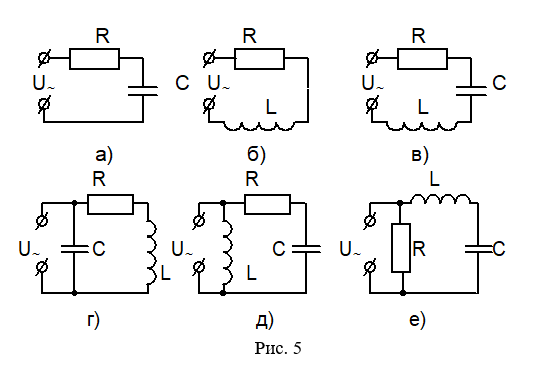 R R R
U~ C U~ U~ C
L L
а) б) в)
R R L
U~ C L U~ L C U~ R C
г) д) е)
Рис. 5